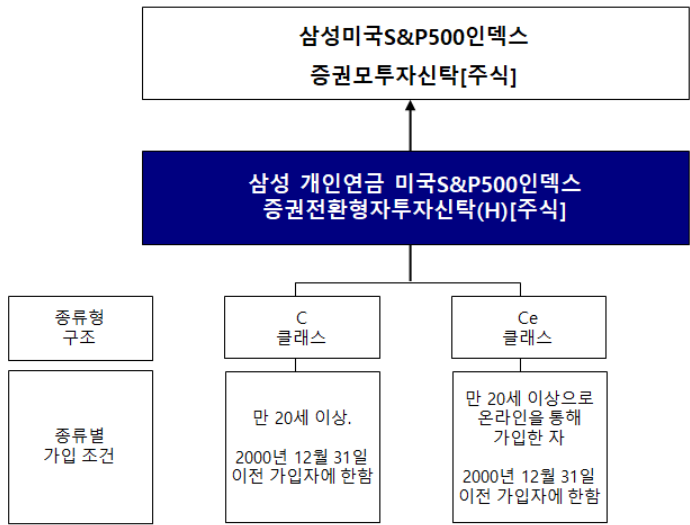 삼성미국S&P500인덱스
증권모투자신탁[주식]
삼성 개인연금 미국S&P500인덱스
증권전환형자투자신탁(H)[주식]
종류형
구조
C
클래스
Ce
클래스
종류별
가입 조건
만 20세 이상.
2000년 12월 31일
이전 가입자에 한함
만 20세 이상으로
온라인을 통해
가입한 자
2000년 12월 31일
이전 가입자에 한함